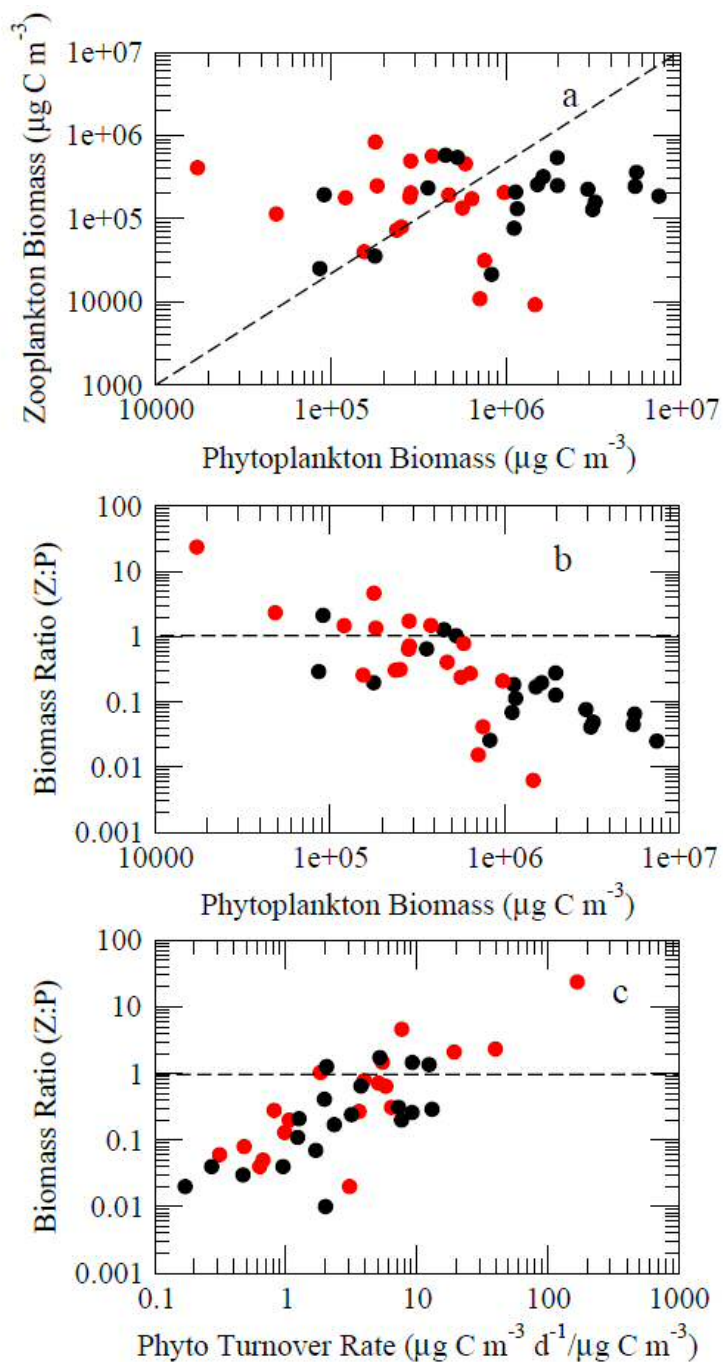 1e+07
1e+06
1e+05
10000
1000
Zooplankton Biomass (µg C m⁻³)
a
10000 1e+05 1e+06 1e+07
Phytoplankton Biomass (µg C m⁻³)
100
10
1
0.1
0.01
0.001
Biomass Ratio (Z:P)
b
10000 1e+05 1e+06 1e+07
Phytoplankton Biomass (µg C m⁻³)
100
10
1
0.1
0.01
0.001
Biomass Ratio (Z:P)
c
0.1 1 10 100 1000
Phyto Turnover Rate (µg C m⁻³ d⁻¹/µg C m⁻³)